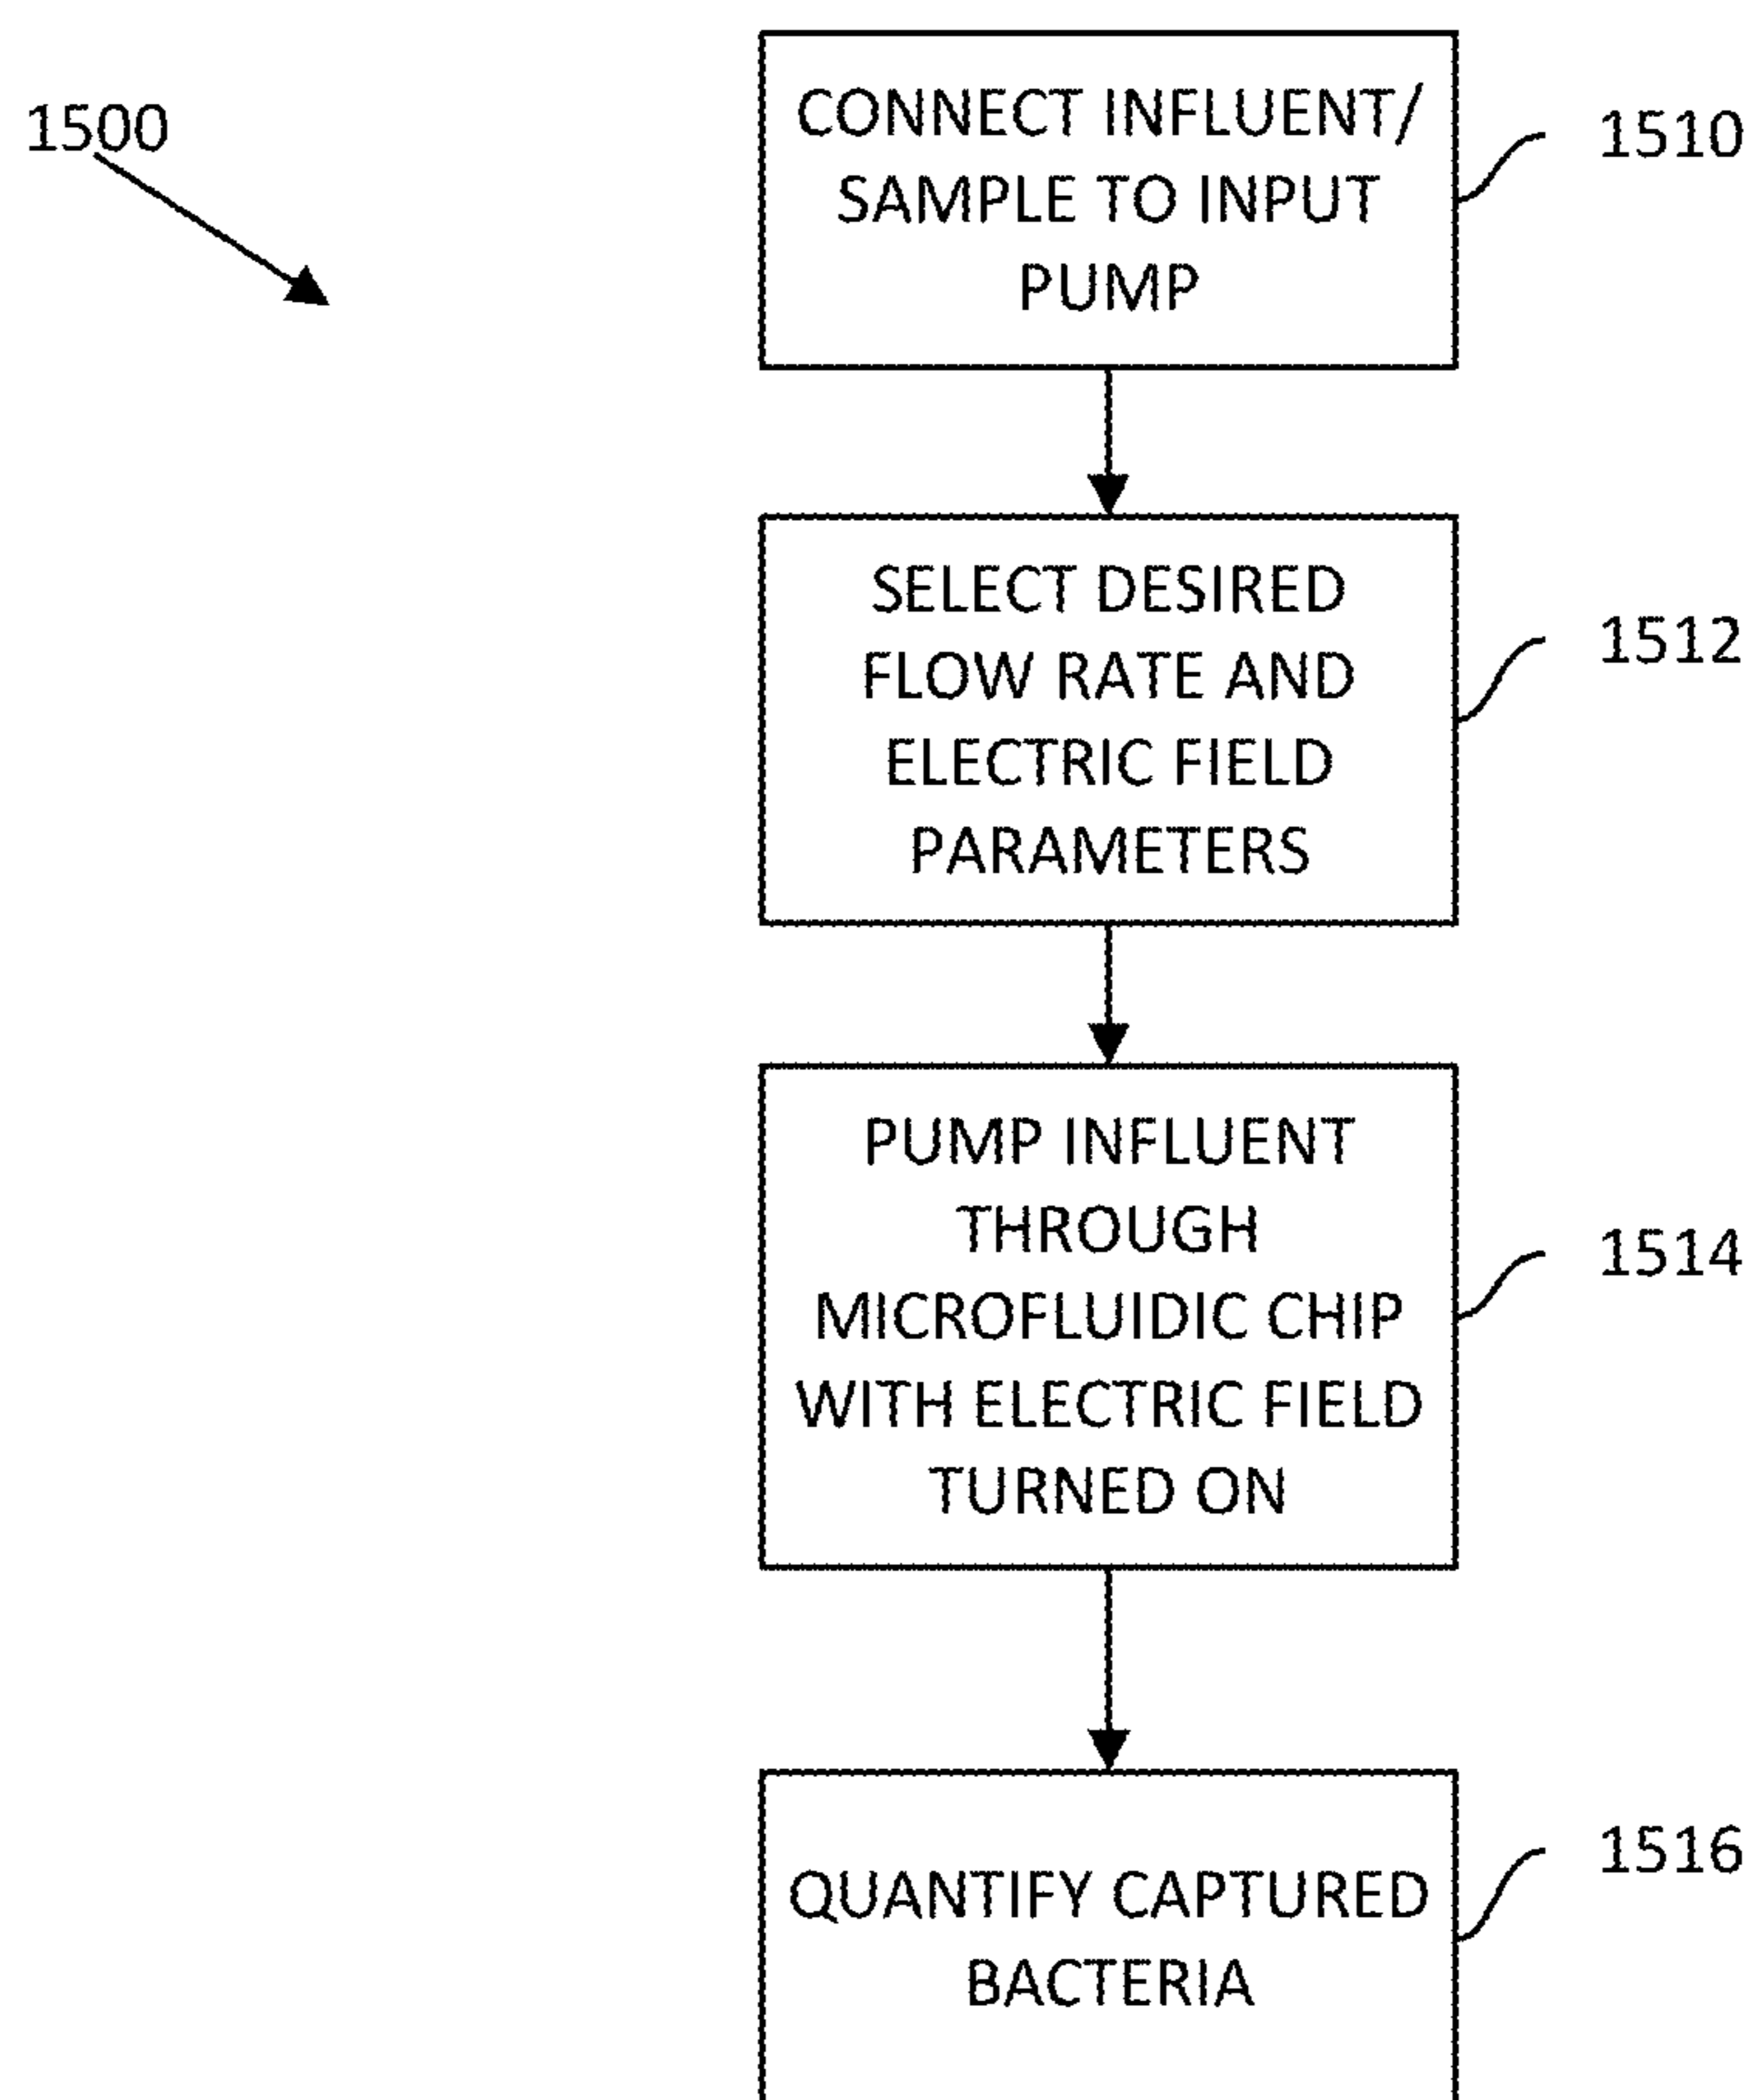 1500
CONNECT INFLUENT/
SAMPLE TO INPUT
PUMP
1510
SELECT DESIRED
FLOW RATE AND
ELECTRIC FIELD
PARAMETERS
1512
PUMP INFLUENT
THROUGH
MICROFLUIDIC CHIP
WITH ELECTRIC FIELD
TURNED ON
1514
QUANTIFY CAPTURED
BACTERIA
1516